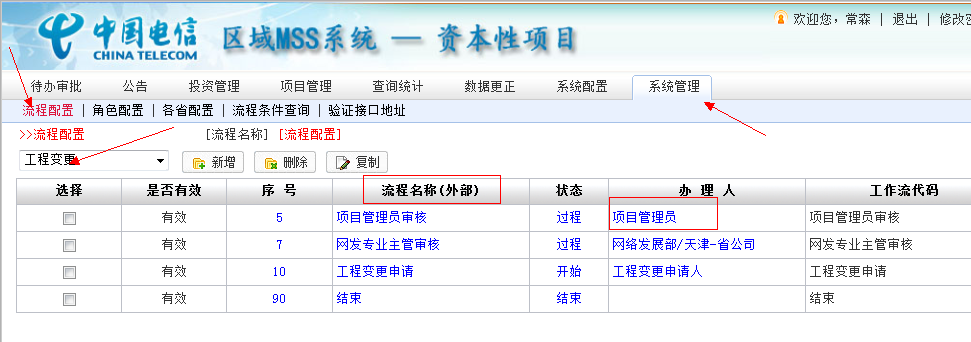 欢迎您，常森 | 退出 | 修改密
中国电信
CHINA TELECOM
区域MSS系统 — 资本性项目
待办审批 公告 投资管理 项目管理 查询统计 数据更正 系统配置 系统管理
流程配置 | 角色配置 | 各省配置 | 流程条件查询 | 验证接口地址
>>流程配置 [流程名称] [流程配置]
工程变更 新增 删除 复制
选择 是否有效 序 号 流程名称(外部) 状态 办 理 人 工作流代码
有效 5 项目管理员审核 过程 项目管理员 项目管理员审核
有效 7 网发专业主管审核 过程 网络发展部/天津-省公司 网发专业主管审核
有效 10 工程变更申请 开始 工程变更申请人 工程变更申请
有效 90 结束 结束 结束